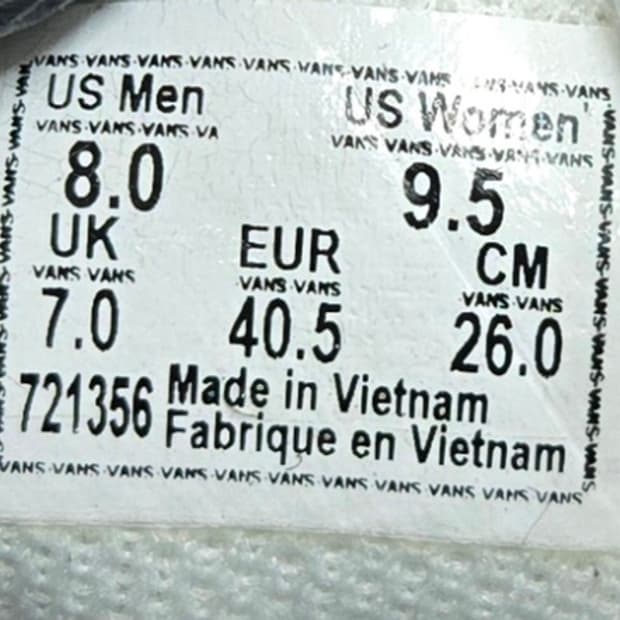 VANS VANS VANS VANS VANS VANS VANS VANS VANS VANS VANS
US Men US Women
VANS VANS VANS VA VANS VANS VANS VANS VANS
8.0 9.5
UK EUR CM
VANS VANS VANS VANS VANS VANS
7.0 40.5 26.0
721356 Made in Vietnam
Fabrique en Vietnam
VANS VANS VANS VANS VANS VANS VANS VANS VANS VANS VANS